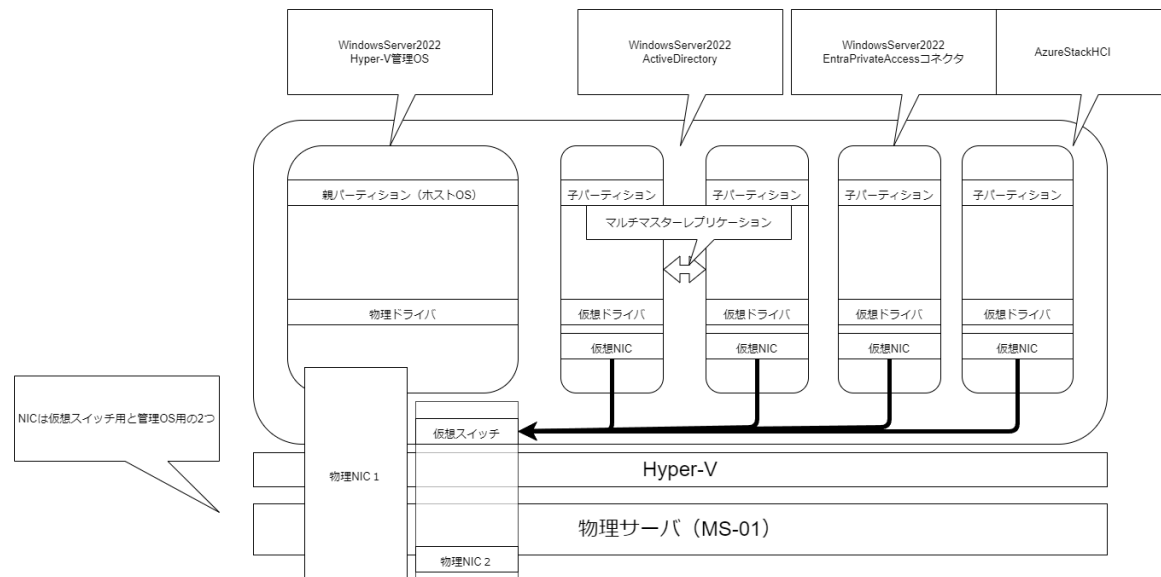 WindowsServer2022
Hyper-V管理OS
WindowsServer2022
ActiveDirectory
WindowsServer2022
EntraPrivateAccessコネクタ
AzureStackHCI
親パーティション（ホストOS）
子パーティション
子パーティション
子パーティション
子パーティション
マルチマスターレプリケーション
物理ドライバ
仮想ドライバ
仮想ドライバ
仮想ドライバ
仮想ドライバ
仮想NIC
仮想NIC
仮想NIC
仮想NIC
NICは仮想スイッチ用と管理OS用の2つ
仮想スイッチ
物理NIC 1
Hyper-V
物理サーバ（MS-01）
物理NIC 2